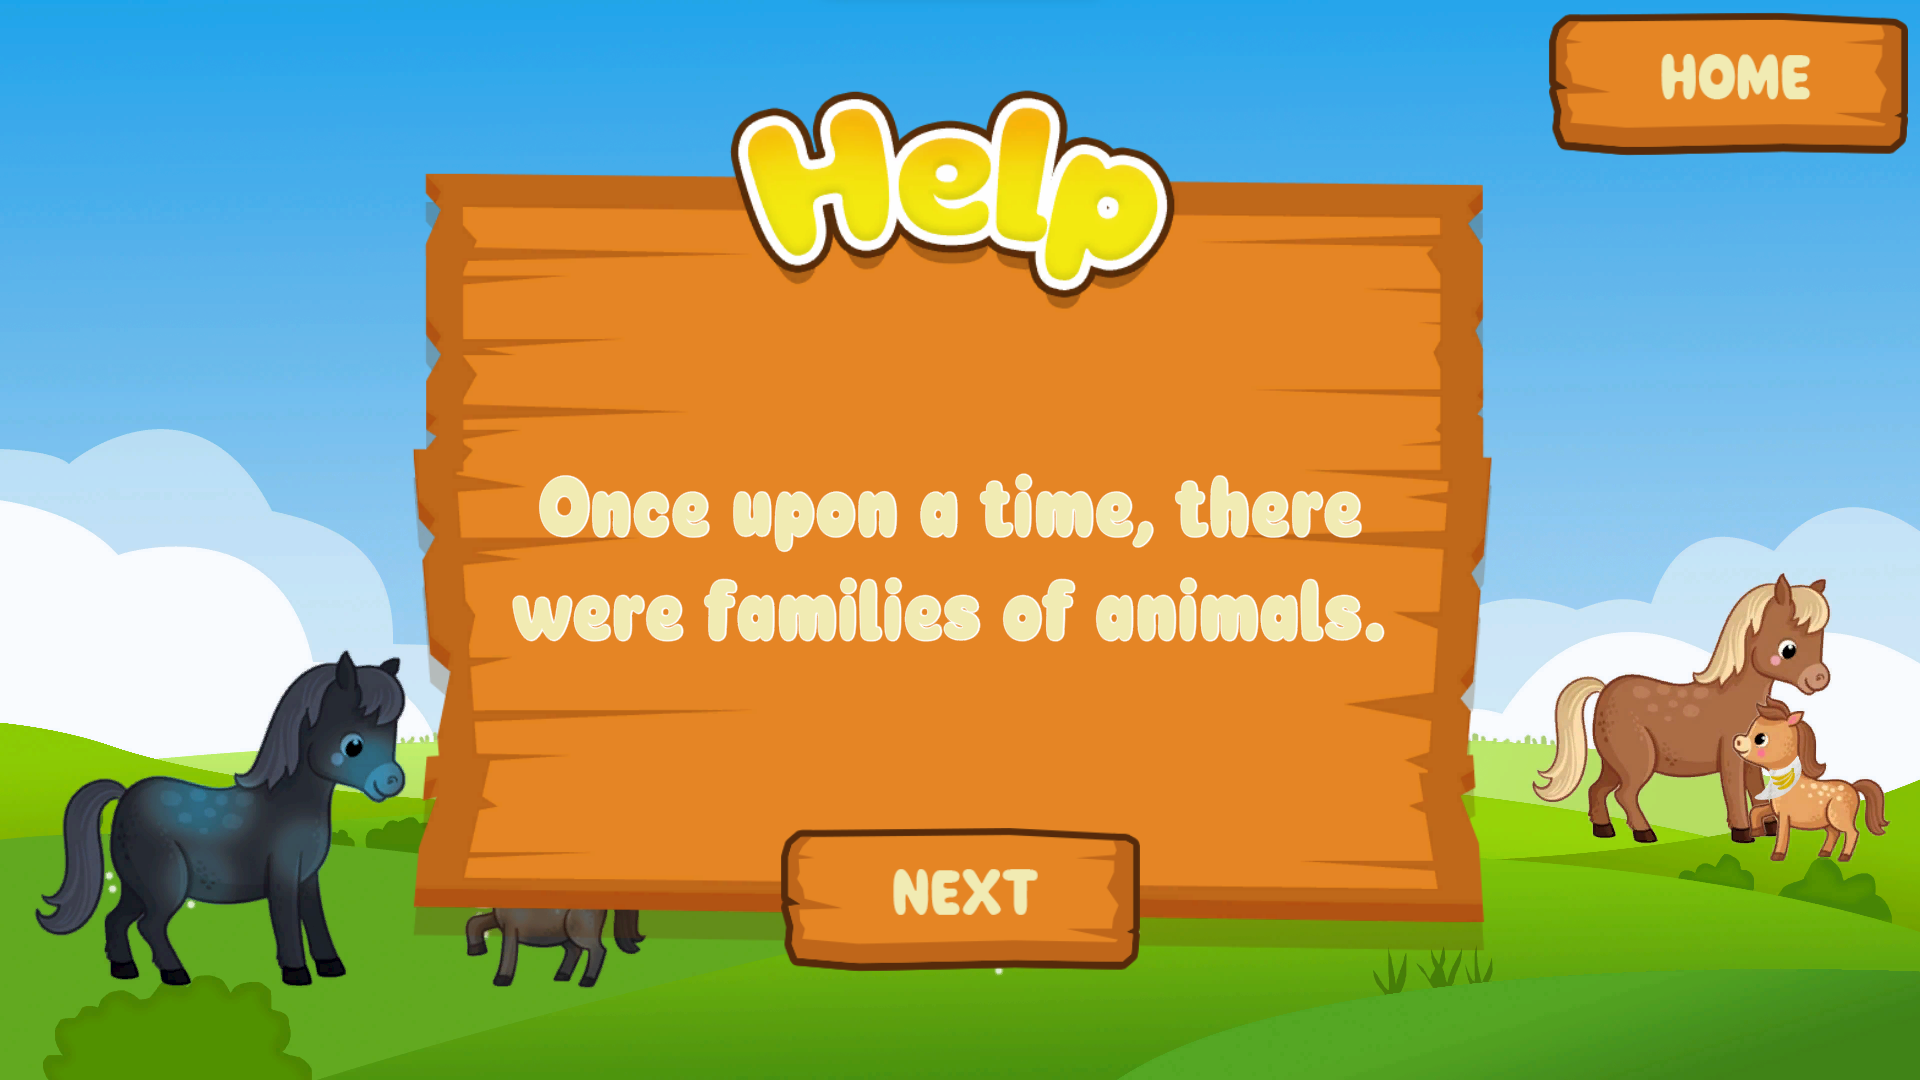 HOME
Help
Once upon a time, there
were families of animals.
NEXT